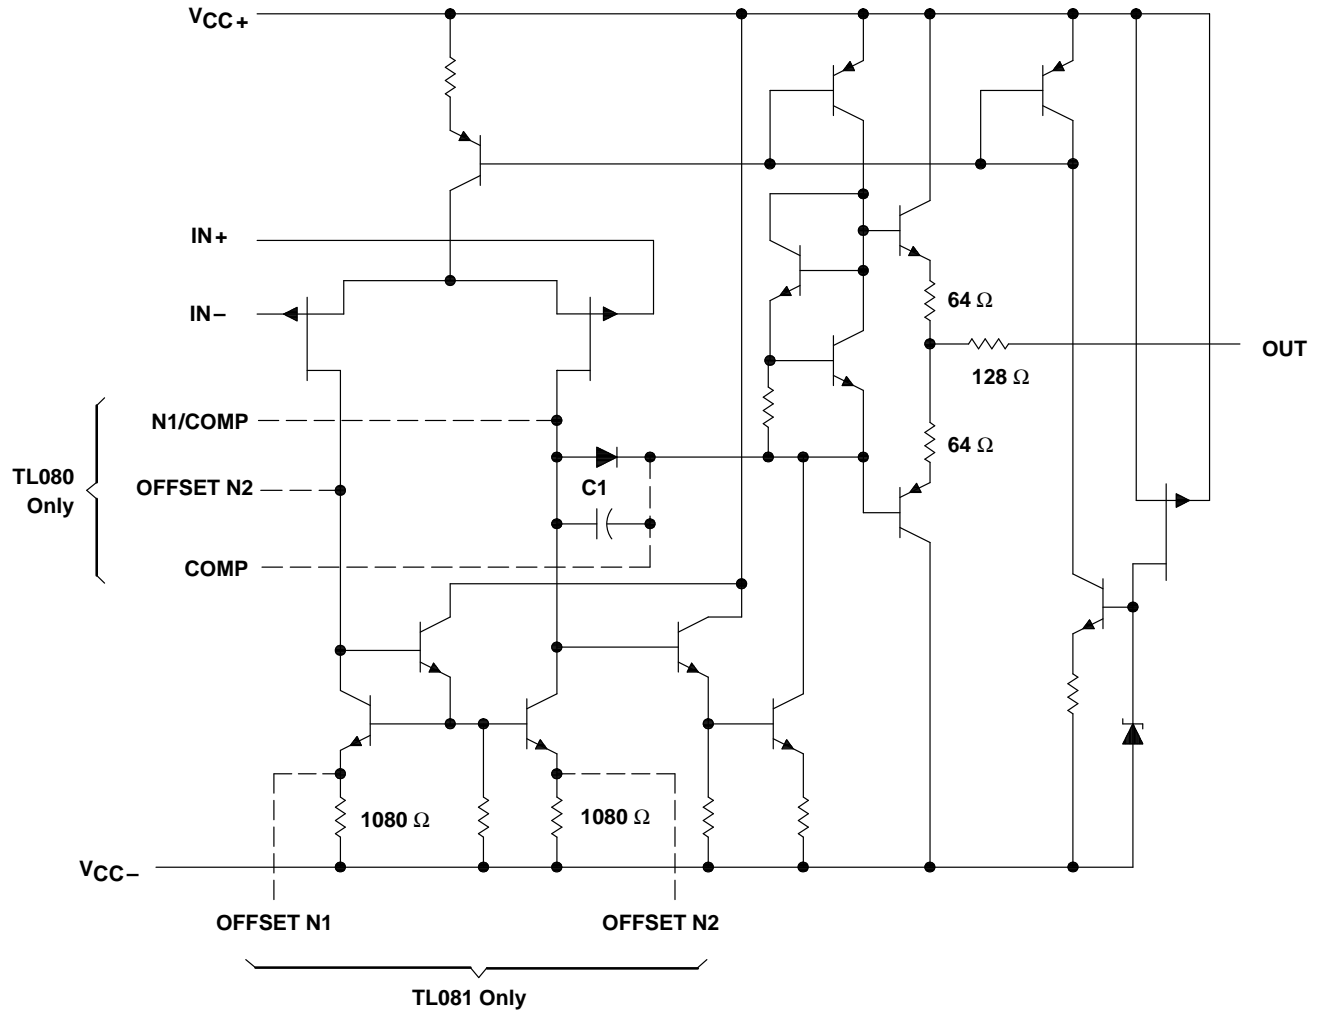 VCC+
IN+
IN−
64 Ω
OUT
128 Ω
N1/COMP
64 Ω
TL080
Only
OFFSET N2
C1
COMP
1080 Ω
1080 Ω
VCC−
OFFSET N1
OFFSET N2
TL081 Only